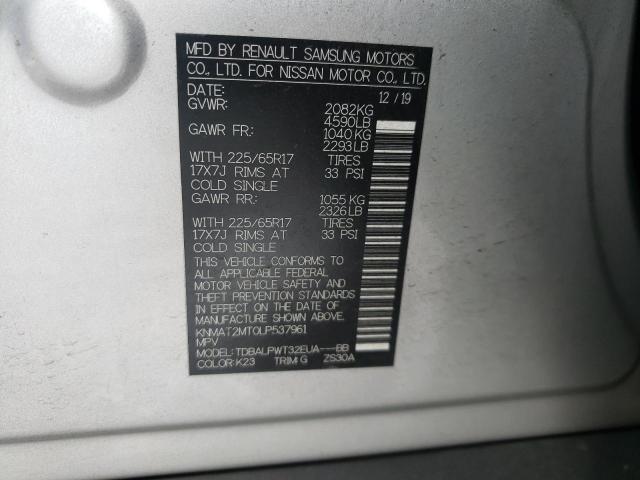 MFD BY RENAULT SAMSUNG MOTORS
CO., LTD. FOR NISSAN MOTOR CO., LTD.
DATE: 12 / 19
GVWR: 2082KG
4590LB
GAWR FR: 1040KG
2293LB
WITH 225/65R17 TIRES
17X7J RIMS AT 33 PSI
COLD SINGLE
GAWR RR: 1055KG
2326LB
WITH 225/65R17 TIRES
17X7J RIMS AT 33 PSI
COLD SINGLE
THIS VEHICLE CONFORMS TO
ALL APPLICABLE FEDERAL
MOTOR VEHICLE SAFETY AND
THEFT PREVENTION STANDARDS
IN EFFECT ON THE DATE OF
MANUFACTURE SHOWN ABOVE
KNMAT2MT0LP537961
MPV
MODEL: TDBALPWT32EUA---BB
COLOR: K23 TRIM:G ZS30A